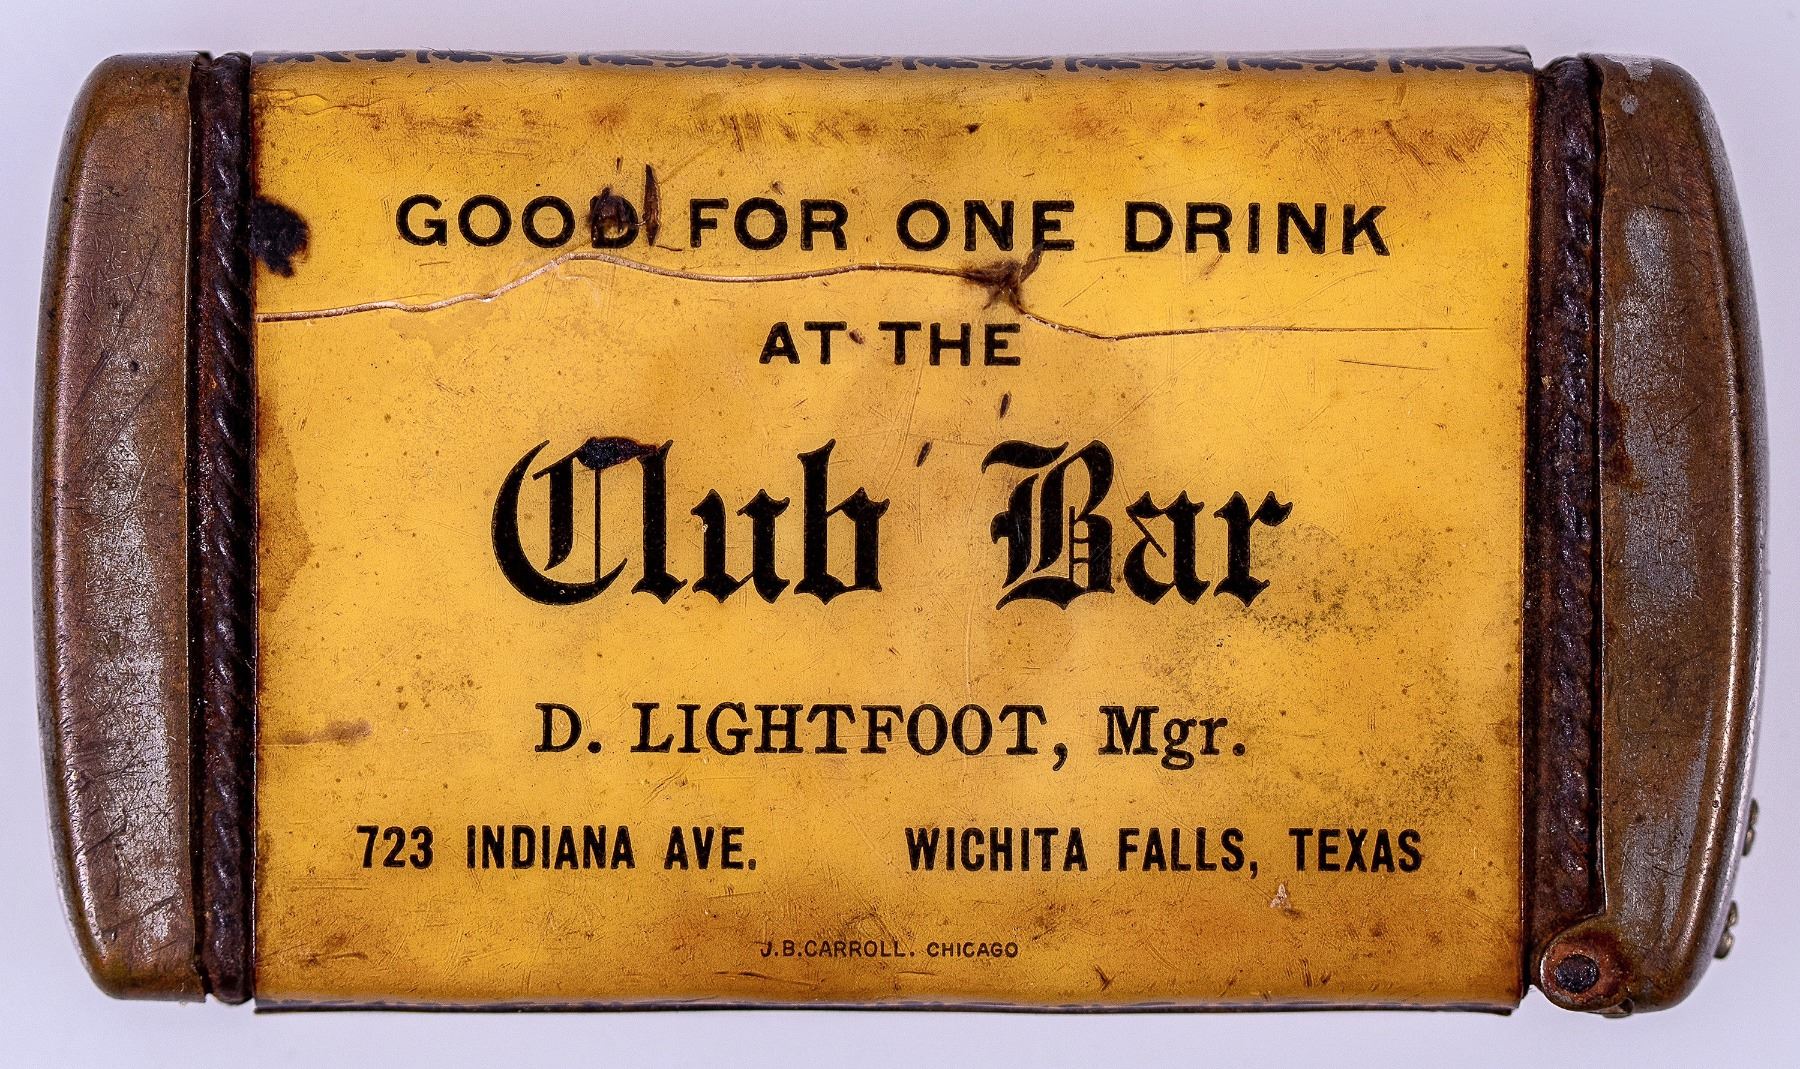 GOOD FOR ONE DRINK
AT THE
Club Bar
D. LIGHTFOOT, Mgr.
723 INDIANA AVE. WICHITA FALLS, TEXAS
J.B.CARROLL. CHICAGO